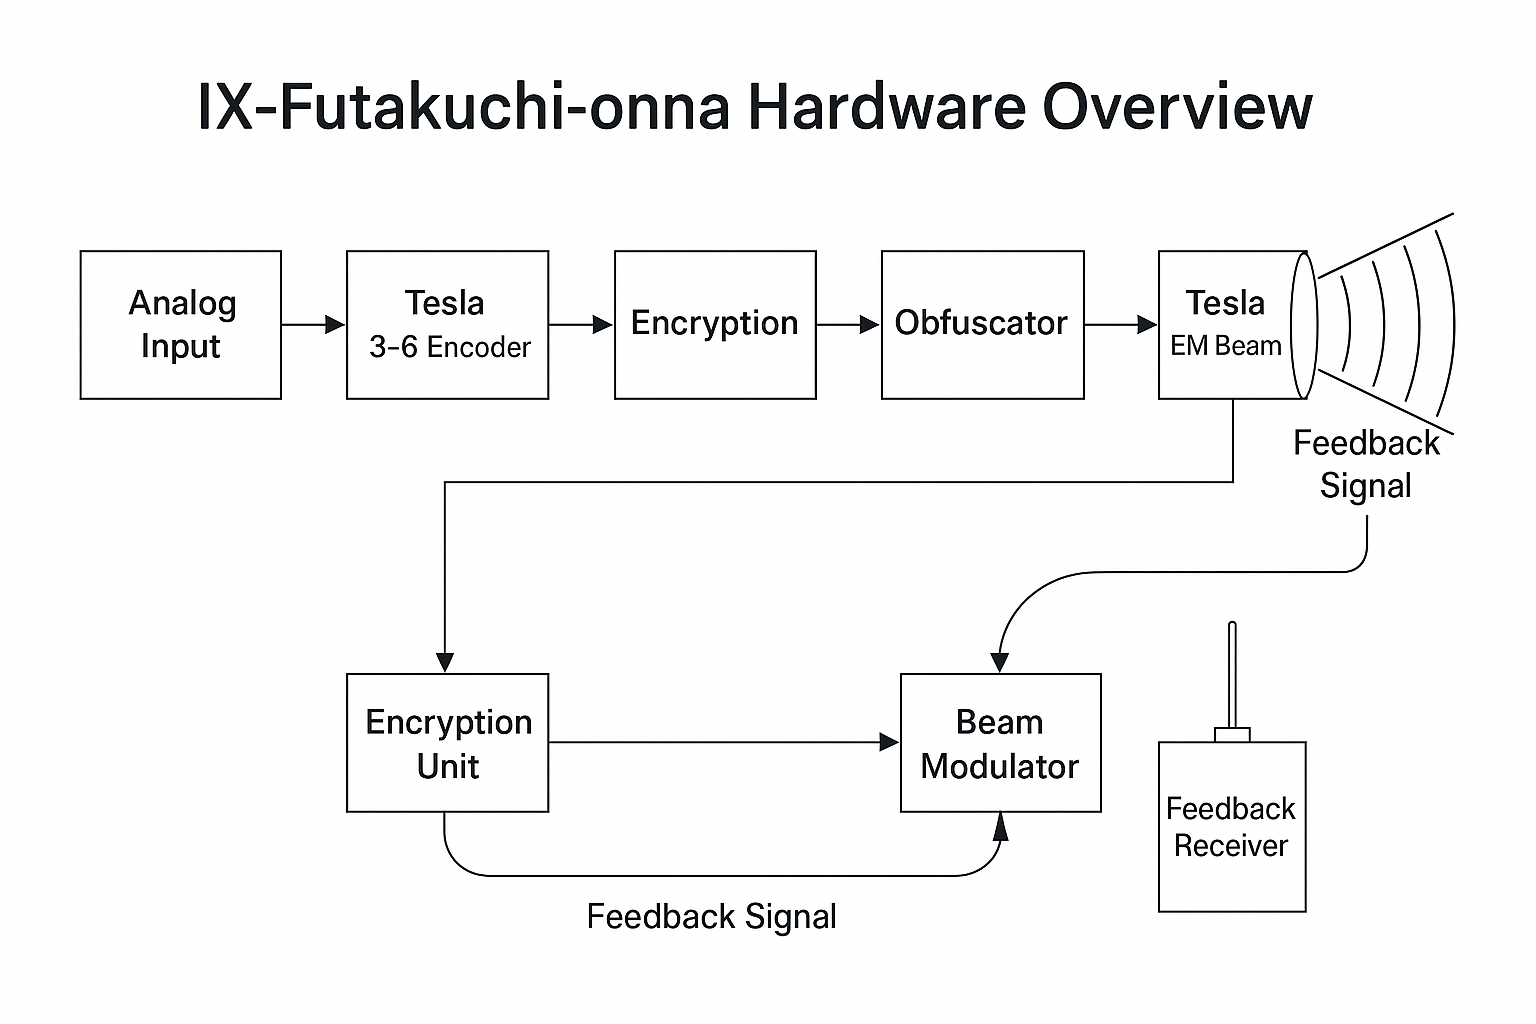 IX-Futakuchi-onna Hardware Overview
Analog
Input
Tesla
3-6 Encoder
Encryption
Obfuscator
Tesla
EM Beam
Feedback
Signal
Encryption
Unit
Beam
Modulator
Feedback
Receiver
Feedback Signal